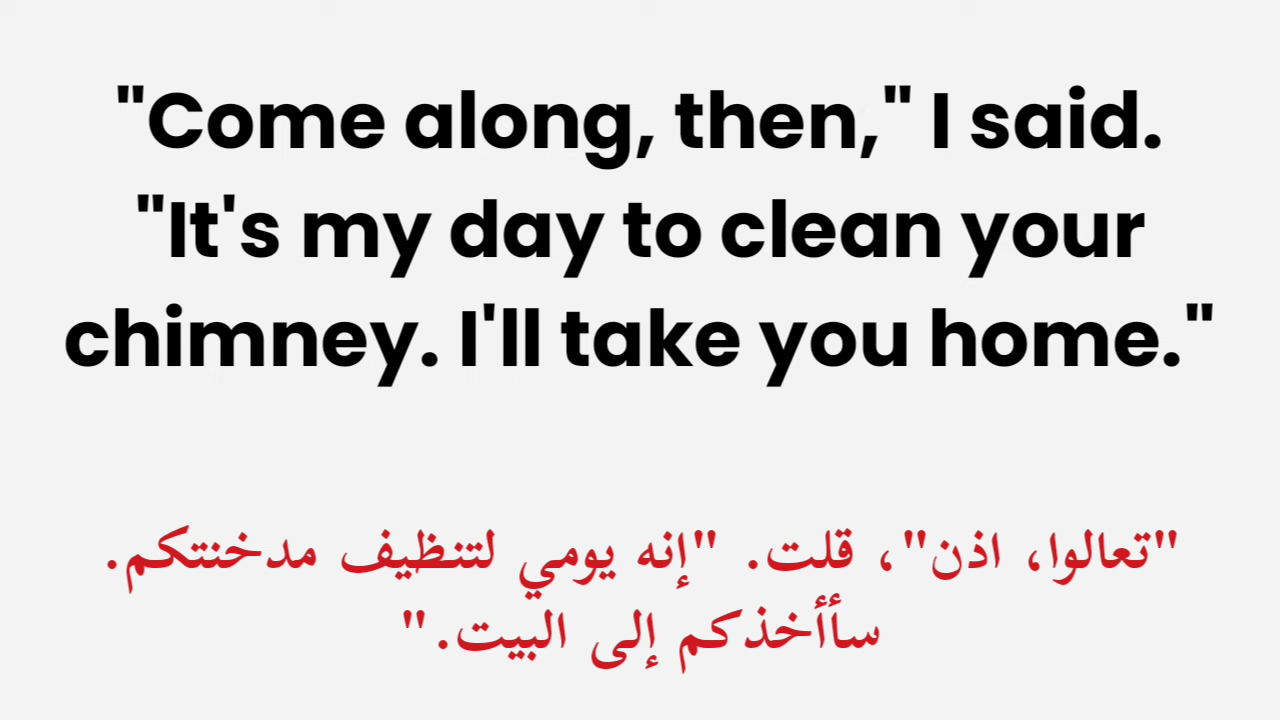 "Come along, then," I said.
"It's my day to clean your
chimney. I'll take you home."
"تعالوا، اذن"، قلت. "إنه يومي لتنظيف مدخنتكم.
سأأخذكم إلى البيت."